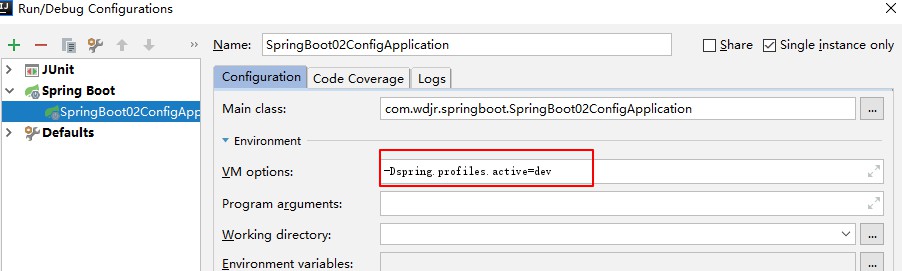 IJ Run/Debug Configurations
Name: SpringBoot02ConfigApplication
Share
Single instance only
JUnit
Spring Boot
SpringBoot02ConfigApp
Defaults
Configuration
Code Coverage
Logs
Main class: com.wdjr.springboot.SpringBoot02ConfigApplication ...
Environment
VM options: -Dspring.profiles.active=dev
Program arguments:
Working directory: ...
Environment variables: ...